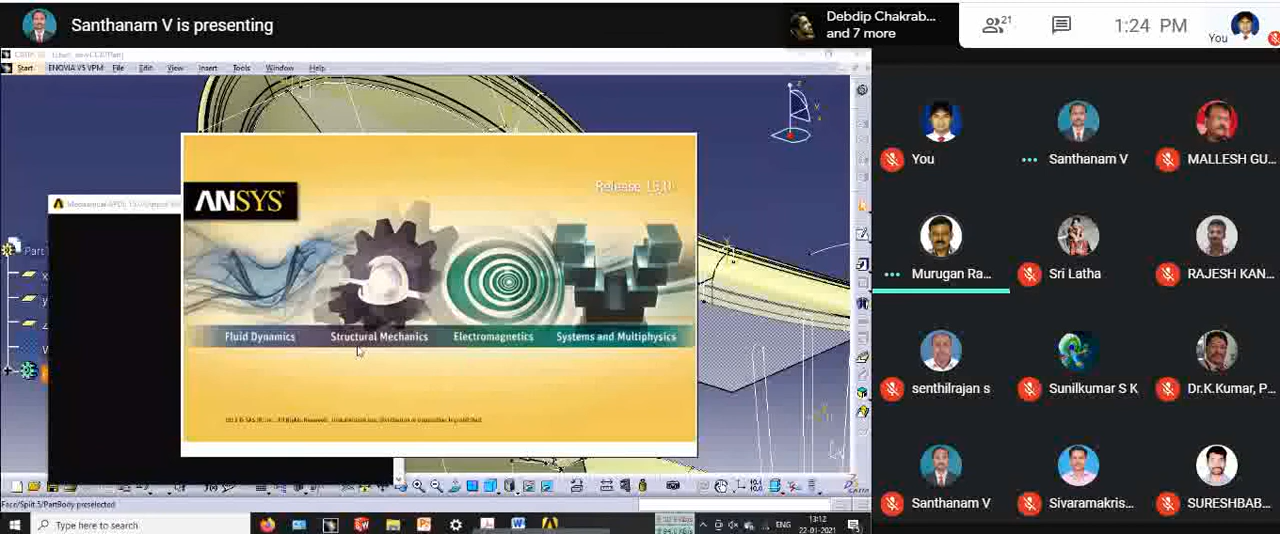 Santhanam V is presenting
Debdip Chakrab...
and 7 more
21
1:24 PM
You
Start ENOVIA V5 VPM File Edit View Insert Tools Window Help
Release 15.0
ANSYS
Part
Fluid Dynamics Structural Mechanics Electromagnetics Systems and Multiphysics
You
Santhanam V
MALLESH GU...
Murugan Ra...
Sri Latha
RAJESH KAN...
senthilrajan s
Sunilkumar S K
Dr.K.Kumar, P...
Santhanam V
Sivaramakris...
SURESHBAB...
Face/Split.5/PartBody preselected
Type here to search
ENG
13:12
22-01-2021